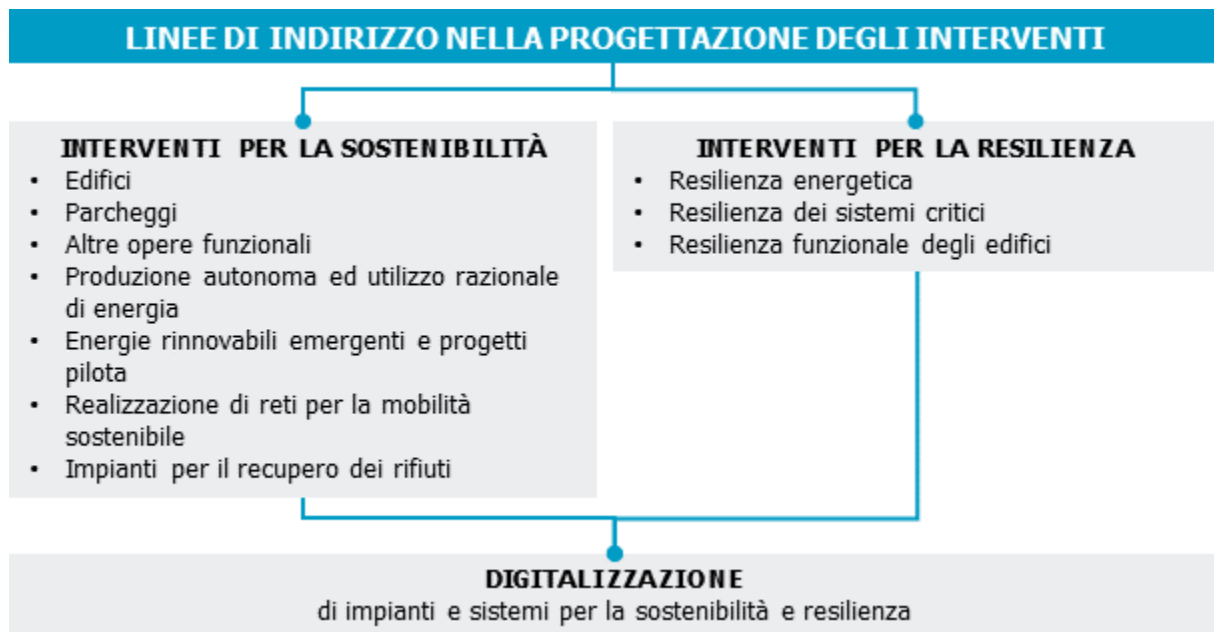 LINEE DI INDIRIZZO NELLA PROGETTAZIONE DEGLI INTERVENTI
INTERVENTI PER LA SOSTENIBILITÀ
• Edifici
• Parcheggi
• Altre opere funzionali
• Produzione autonoma ed utilizzo razionale
di energia
• Energie rinnovabili emergenti e progetti
pilota
• Realizzazione di reti per la mobilità
sostenibile
• Impianti per il recupero dei rifiuti
INTERVENTI PER LA RESILIENZA
• Resilienza energetica
• Resilienza dei sistemi critici
• Resilienza funzionale degli edifici
DIGITALIZZAZIONE
di impianti e sistemi per la sostenibilità e resilienza